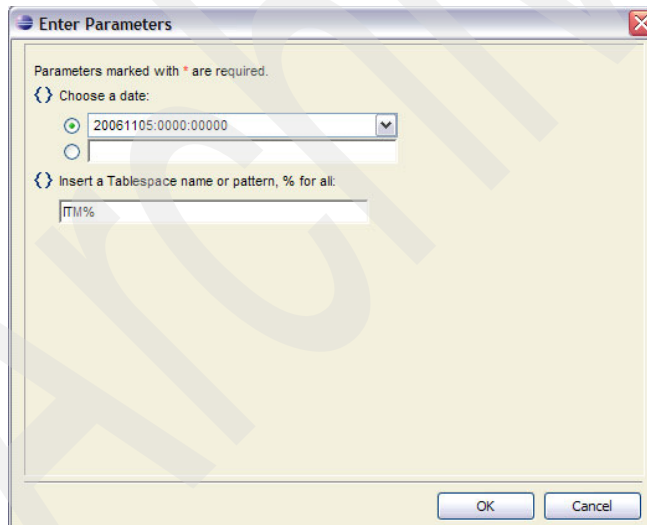 Enter Parameters
Parameters marked with * are required.
{} Choose a date:
20061105:0000:00000
{} Insert a Tablespace name or pattern, % for all:
ITM%
OK Cancel